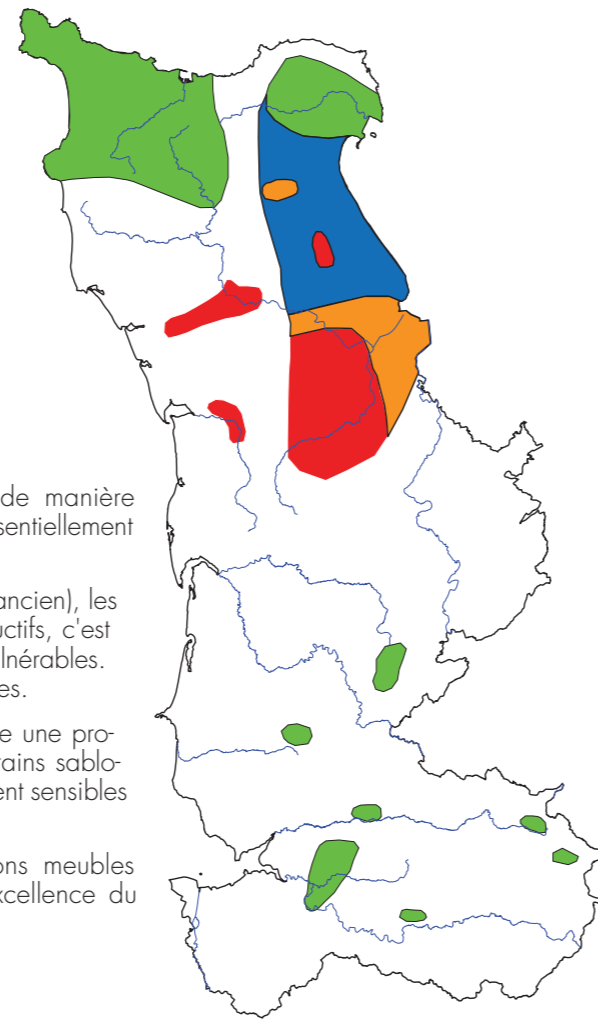 de manière
sentiellement
ancien), les
uctifs, c'est
lnérables.
es.
e une pro-
ains sablo-
ent sensibles
ons meubles
xcellence du